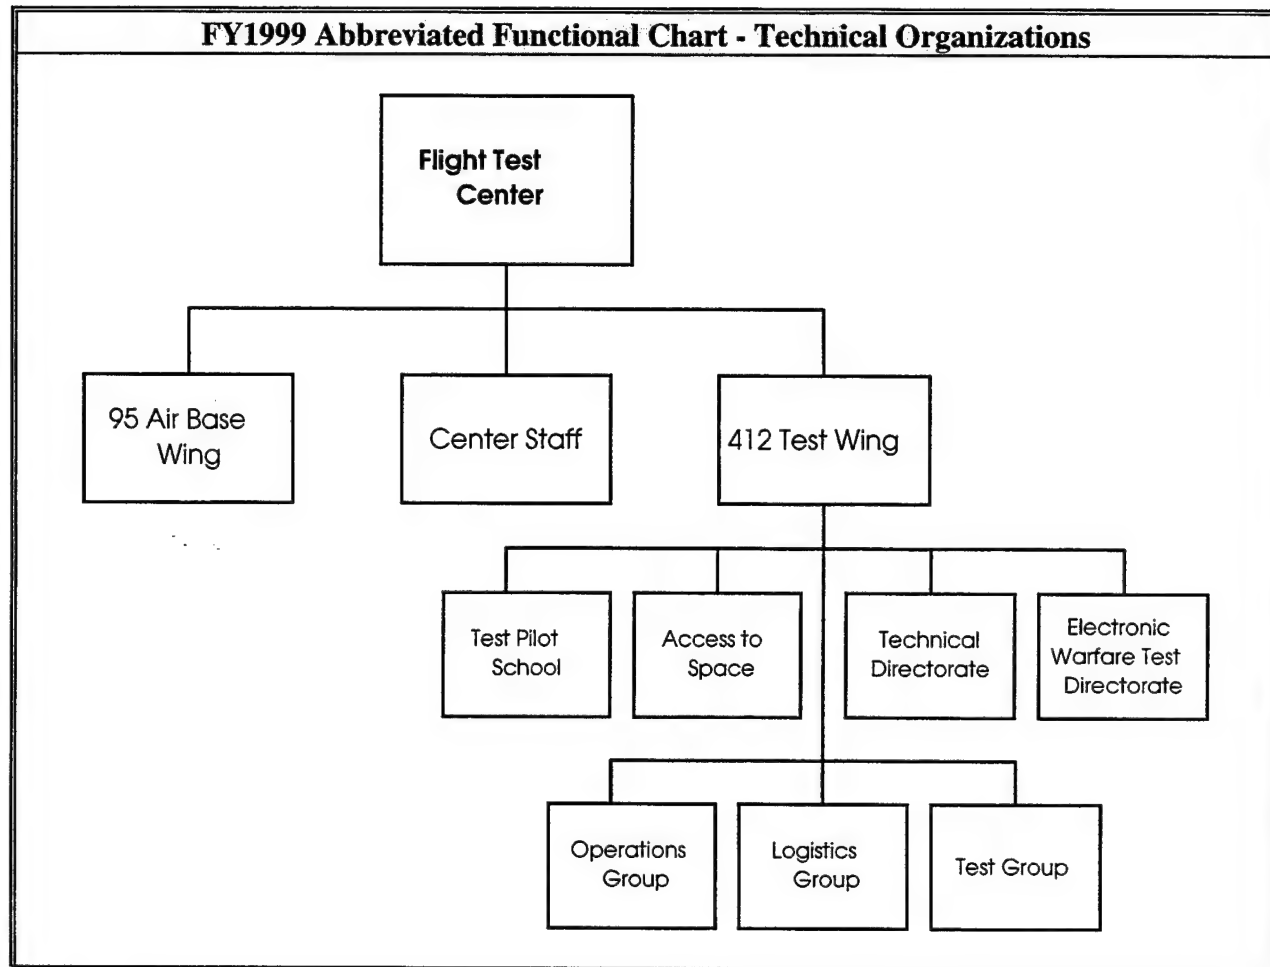 FY1999 Abbreviated Functional Chart - Technical Organizations
Flight Test
Center
95 Air Base
Wing
Center Staff
412 Test Wing
Test Pilot
School
Access to
Space
Technical
Directorate
Electronic
Warfare Test
Directorate
Operations
Group
Logistics
Group
Test Group